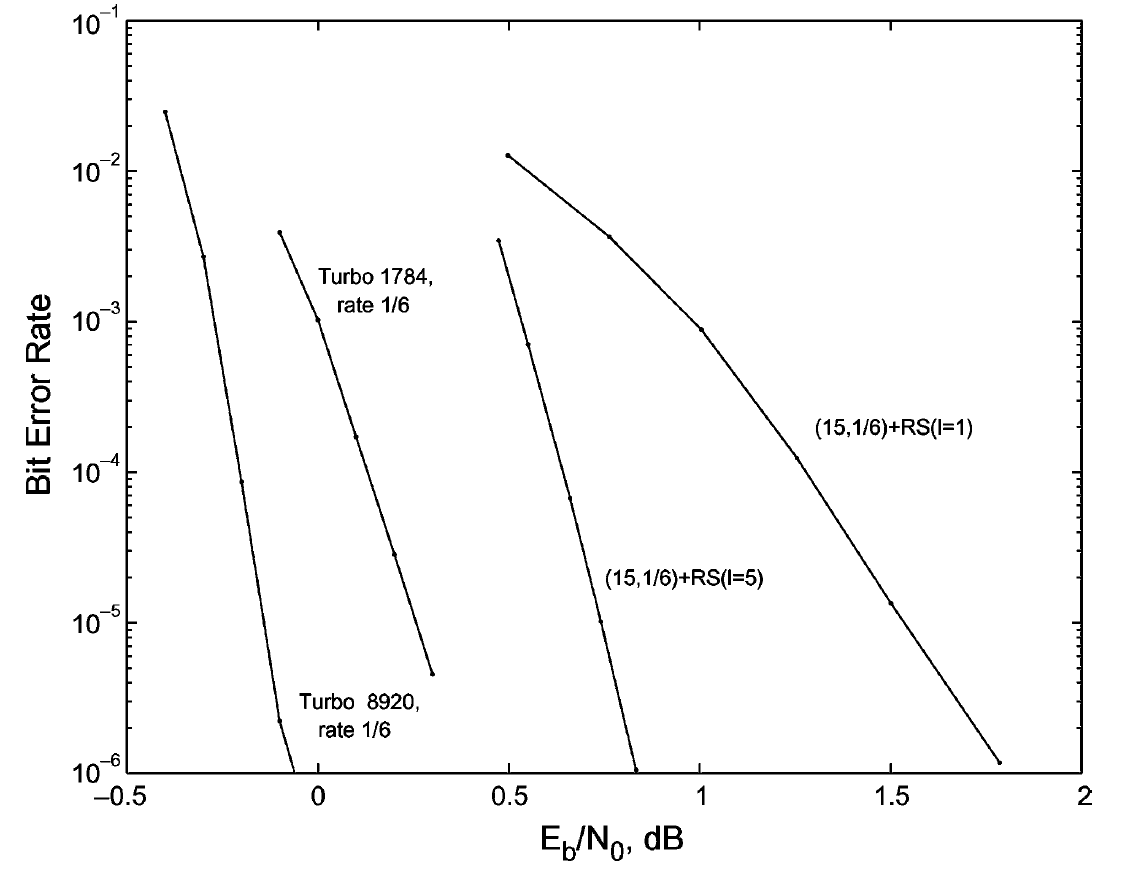 10⁻¹
10⁻²
10⁻³
10⁻⁴
10⁻⁵
10⁻⁶
Bit Error Rate
Turbo 1784,
rate 1/6
(15,1/6)+RS(I=1)
(15,1/6)+RS(I=5)
Turbo 8920,
rate 1/6
−0.5 0 0.5 1 1.5 2
E_b/N_0, dB